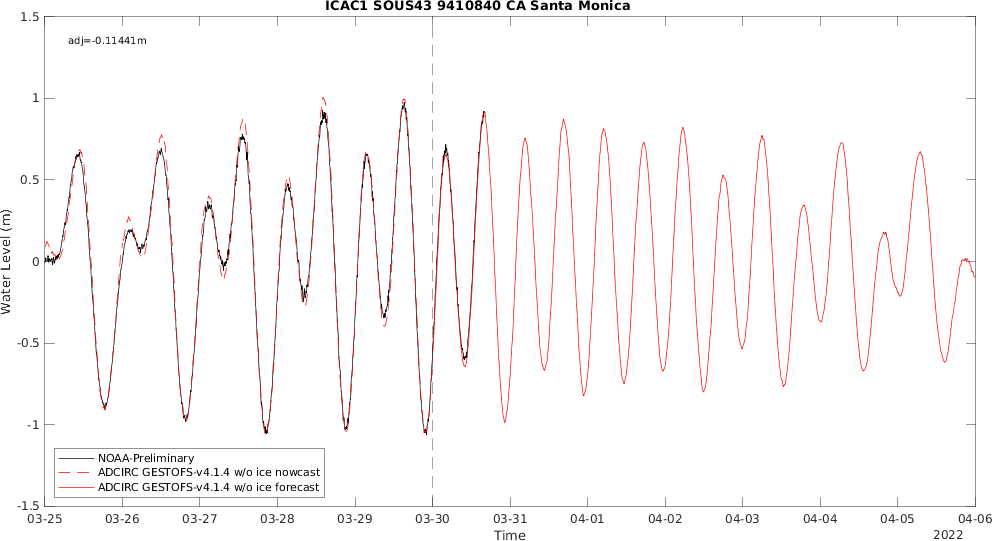 ICAC1 SOUS43 9410840 CA Santa Monica
adj=-0.11441m
1.5
1
0.5
0
-0.5
-1
-1.5
Water Level (m)
NOAA-Preliminary
ADCIRC GESTOFS-v4.1.4 w/o ice nowcast
ADCIRC GESTOFS-v4.1.4 w/o ice forecast
03-25 03-26 03-27 03-28 03-29 03-30 03-31 04-01 04-02 04-03 04-04 04-05 04-06
Time
2022